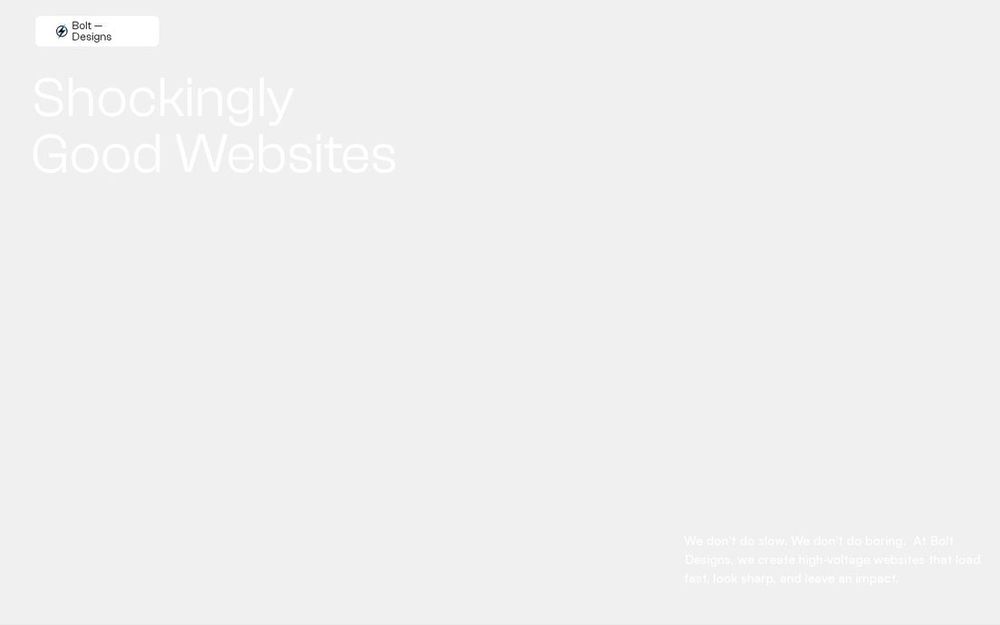 Bolt —
Designs
Shockingly
Good Websites
We don't do slow. We don't do boring.  At Bolt
Designs, we create high-voltage websites that load
fast, look sharp, and leave an impact.